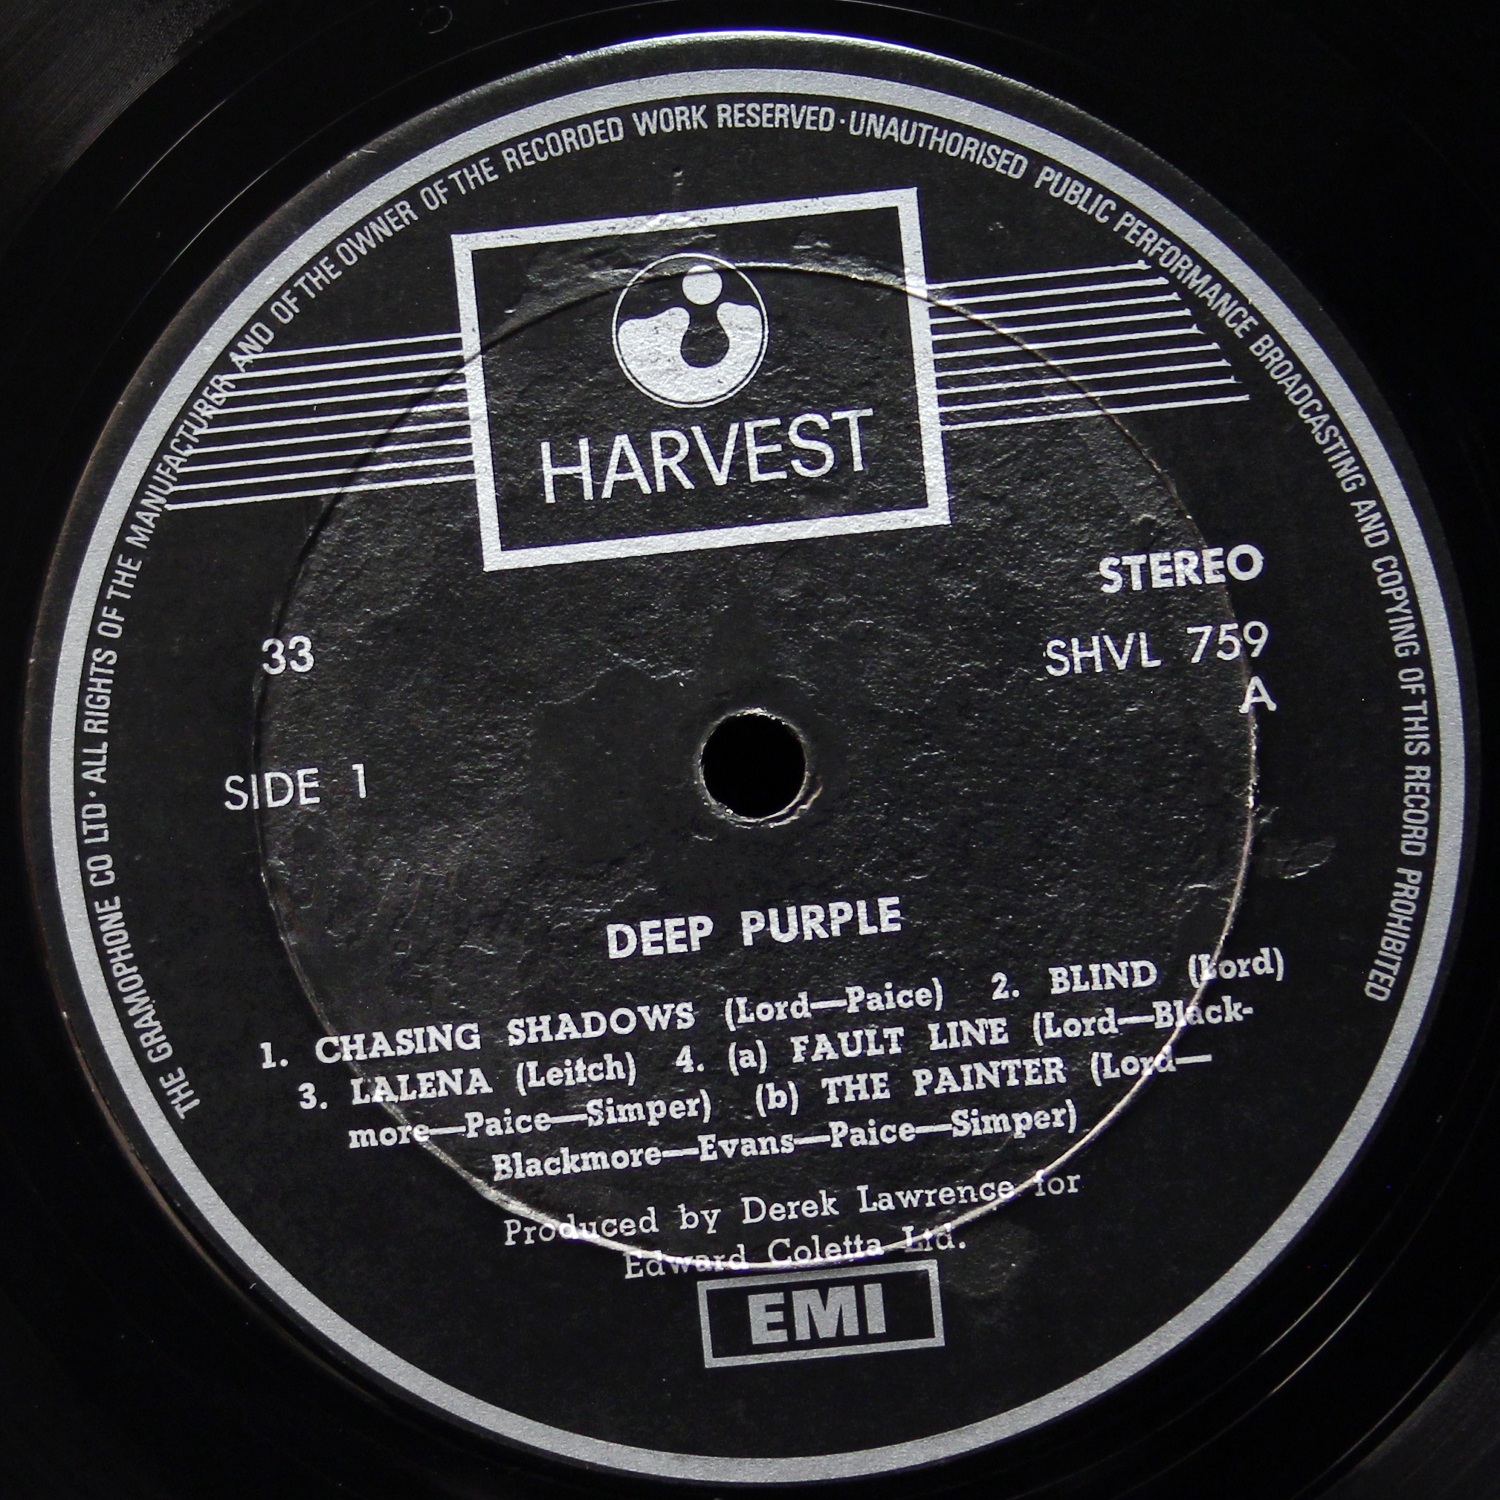 THE GRAMOPHONE CO LTD · ALL RIGHTS OF THE MANUFACTURER AND OF THE OWNER OF THE RECORDED WORK RESERVED · UNAUTHORISED PUBLIC PERFORMANCE BROADCASTING AND COPYING OF THIS RECORD PROHIBITED
HARVEST
STEREO
33
SHVL 759
A
SIDE 1
DEEP PURPLE
1. CHASING SHADOWS (Lord—Paice) 2. BLIND (Lord)
3. LALENA (Leitch) 4. (a) FAULT LINE (Lord—Black-
more—Paice—Simper) (b) THE PAINTER (Lord—
Blackmore—Evans—Paice—Simper)
Produced by Derek Lawrence for
Edward Coletta Ltd.
EMI